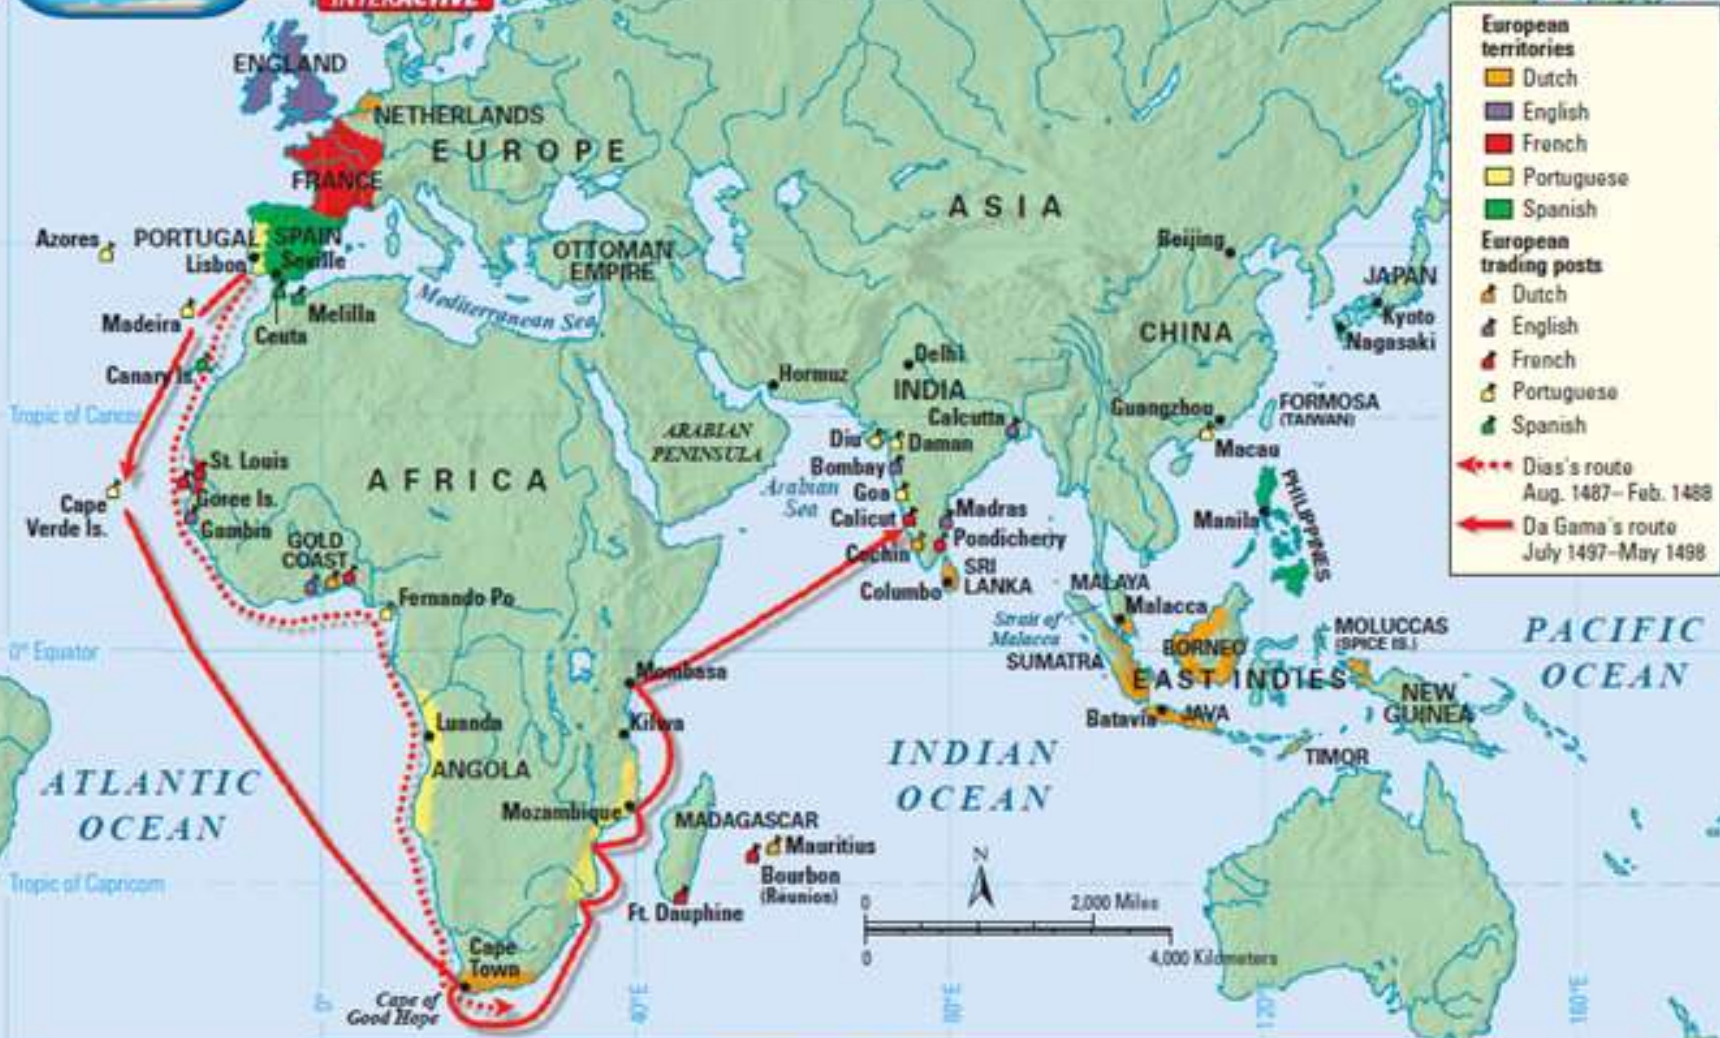 INTERACTIVE
ENGLAND
NETHERLANDS
EUROPE
FRANCE
ASIA
Azores
PORTUGAL
SPAIN
Lisbon
Seville
OTTOMAN
EMPIRE
Beijing
JAPAN
Mediterranean Sea
Madeira
Melilla
Ceuta
Kyoto
Nagasaki
CHINA
Canary Is.
Hormuz
Delhi
INDIA
Tropic of Cancer
Calcutta
Guangzhou
FORMOSA
(TAIWAN)
ARABIAN
PENINSULA
Diu
Daman
Macau
St. Louis
AFRICA
Bombay
Arabian
Sea
Goa
Cape
Verde Is.
Goree Is.
Gambia
Calicut
Madras
Manila
PHILIPPINES
GOLD
COAST
Pondicherry
Cochin
SRI
LANKA
Columbo
MALAYA
Fernando Po
Malacca
Strait of
Malacca
MOLUCCAS
(SPICE IS.)
PACIFIC
OCEAN
0° Equator
BORNEO
SUMATRA
Mombasa
EAST INDIES
NEW
GUINEA
Luanda
Kilwa
Batavia
JAVA
TIMOR
INDIAN
OCEAN
ANGOLA
ATLANTIC
OCEAN
Mozambique
MADAGASCAR
Mauritius
Bourbon
(Réunion)
Tropic of Capricorn
Ft. Dauphine
N
0
2,000 Miles
0
4,000 Kilometers
Cape
Town
Cape of
Good Hope
0°
40°E
80°E
120°E
160°E
European
territories
Dutch
English
French
Portuguese
Spanish
European
trading posts
Dutch
English
French
Portuguese
Spanish
Dias's route
Aug. 1487–Feb. 1488
Da Gama's route
July 1497–May 1498